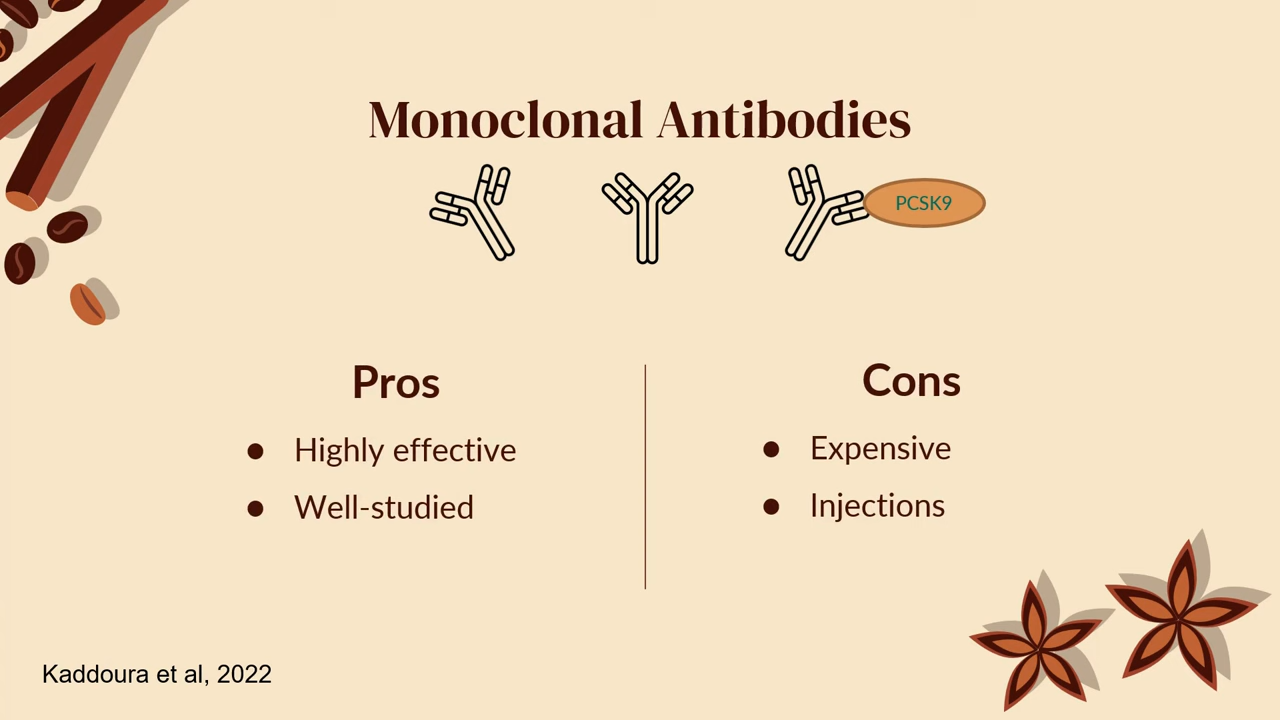 Monoclonal Antibodies
PCSK9
Pros
● Highly effective
● Well-studied
Cons
● Expensive
● Injections
Kaddoura et al, 2022